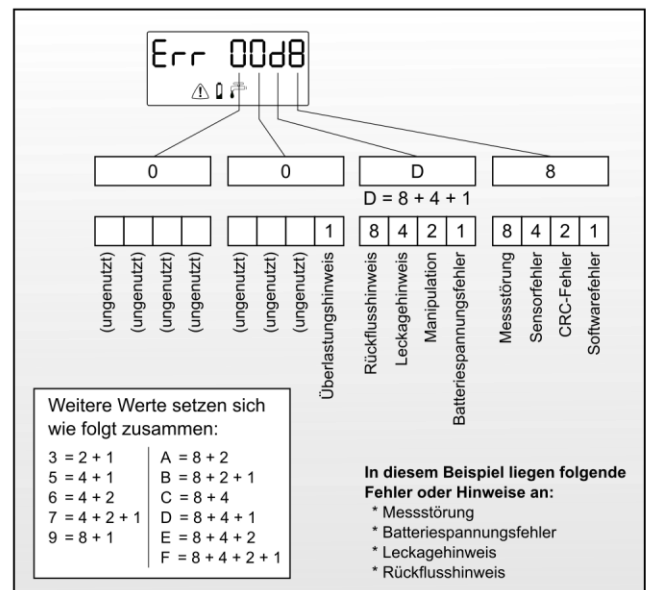 Err 00d8
0 0 D 8
D = 8 + 4 + 1
1 8 4 2 1 8 4 2 1
(ungenutzt)
(ungenutzt)
(ungenutzt)
(ungenutzt)
(ungenutzt)
(ungenutzt)
(ungenutzt)
Überlastungshinweis
Rückflusshinweis
Leckagehinweis
Manipulation
Batteriespannungsfehler
Messstörung
Sensorfehler
CRC-Fehler
Softwarefehler
Weitere Werte setzen sich
wie folgt zusammen:
3 = 2 + 1
5 = 4 + 1
6 = 4 + 2
7 = 4 + 2 + 1
9 = 8 + 1
A = 8 + 2
B = 8 + 2 + 1
C = 8 + 4
D = 8 + 4 + 1
E = 8 + 4 + 2
F = 8 + 4 + 2 + 1
In diesem Beispiel liegen folgende
Fehler oder Hinweise an:
* Messstörung
* Batteriespannungsfehler
* Leckagehinweis
* Rückflusshinweis